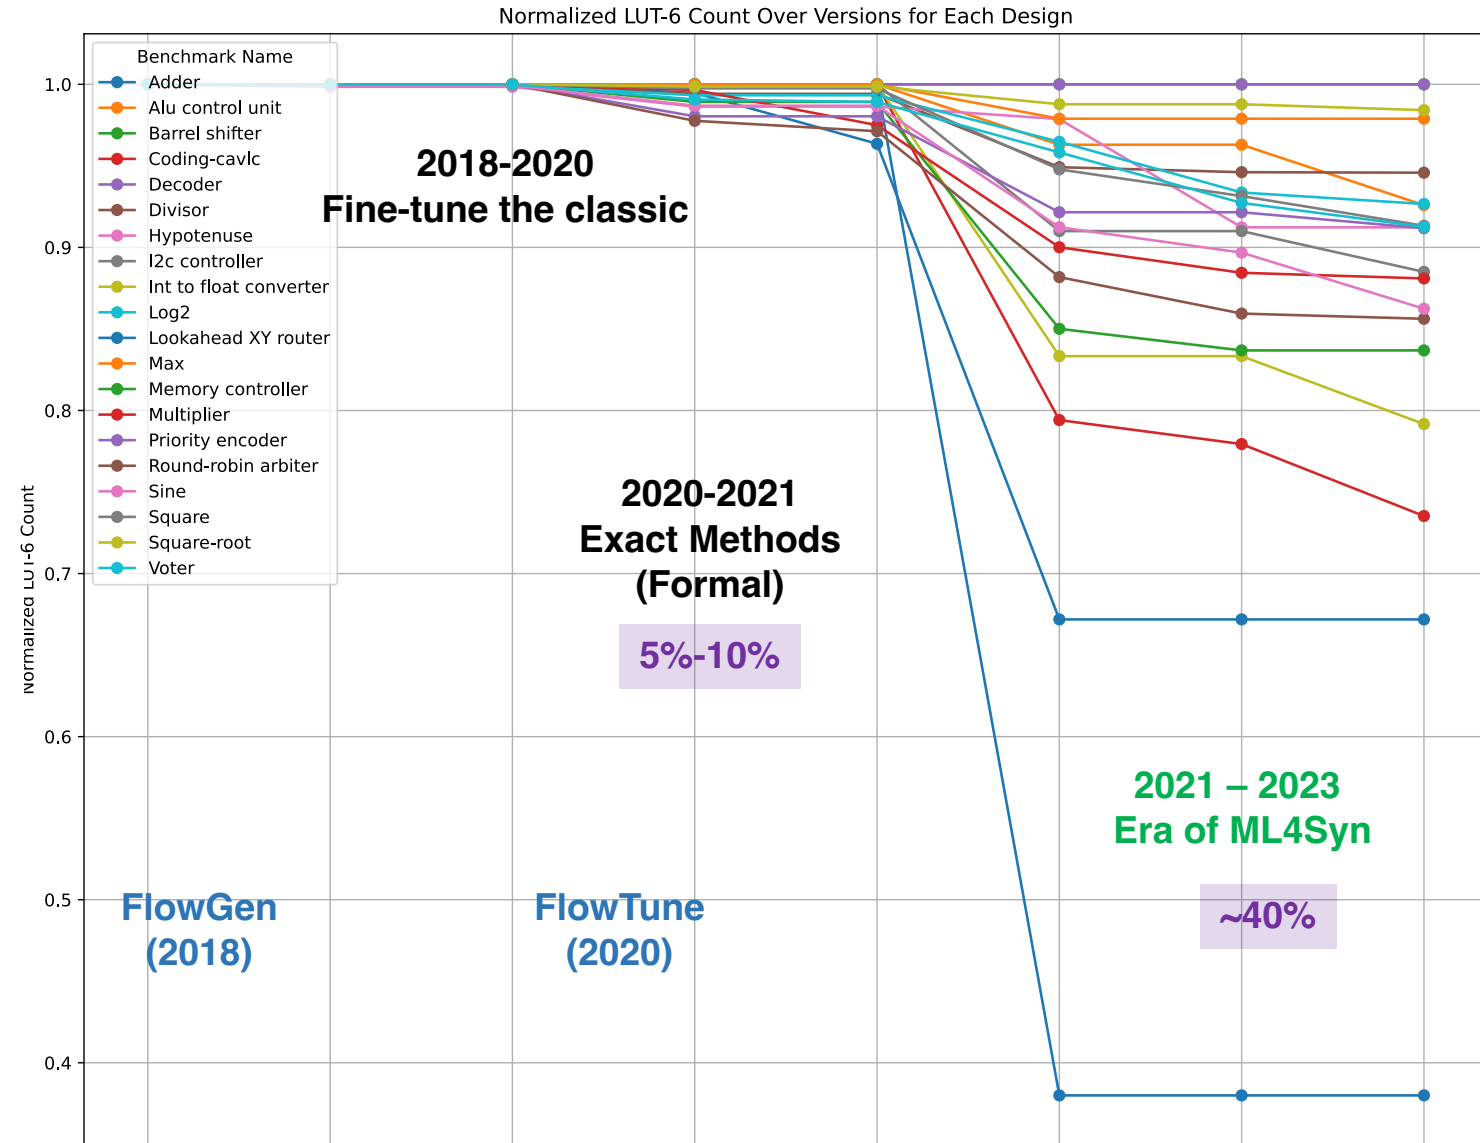 Normalized LUT-6 Count Over Versions for Each Design
Benchmark Name
Adder
Alu control unit
Barrel shifter
Coding-cavlc
Decoder
Divisor
Hypotenuse
I2c controller
Int to float converter
Log2
Lookahead XY router
Max
Memory controller
Multiplier
Priority encoder
Round-robin arbiter
Sine
Square
Square-root
Voter
Normalized LUT-6 Count
1.0
0.9
0.8
0.7
0.6
0.5
0.4
2018-2020
Fine-tune the classic
2020-2021
Exact Methods
(Formal)
5%-10%
2021 – 2023
Era of ML4Syn
~40%
FlowGen
(2018)
FlowTune
(2020)